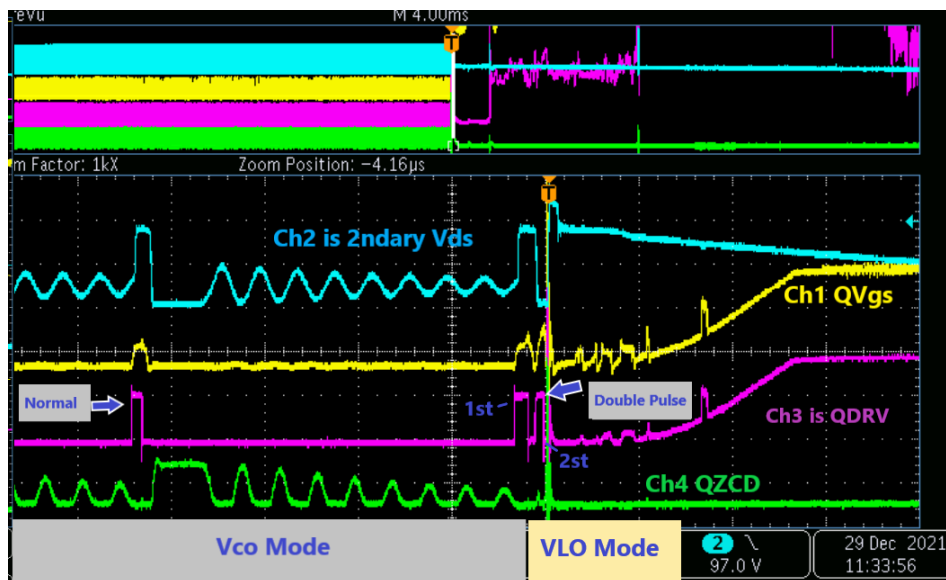 reVu
M 4.00ms
T
m Factor: 1kX
Zoom Position: -4.16µs
T
Ch2 is 2ndary Vds
Ch1 QVgs
Normal
1st
Double Pulse
Ch3 is QDRV
2st
Ch4 QZCD
Vco Mode
VLO Mode
2
97.0 V
29 Dec 2021
11:33:56